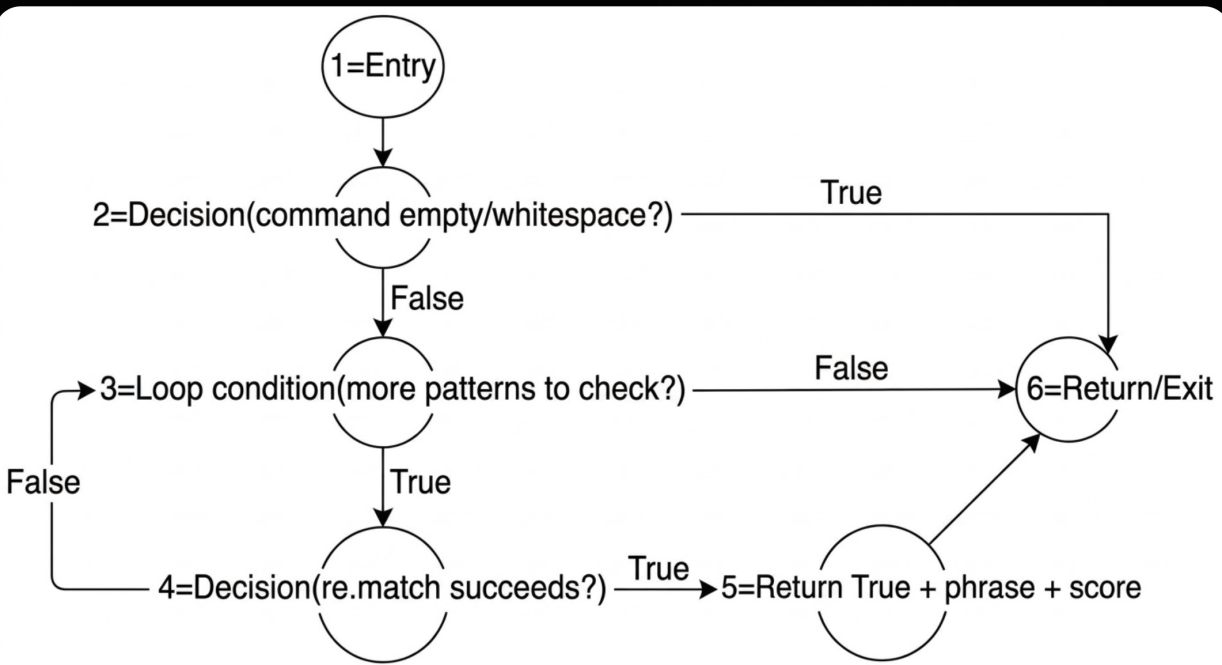 1=Entry
2=Decision(command empty/whitespace?)
True
False
3=Loop condition(more patterns to check?)
False
6=Return/Exit
False
True
4=Decision(re.match succeeds?)
True
5=Return True + phrase + score